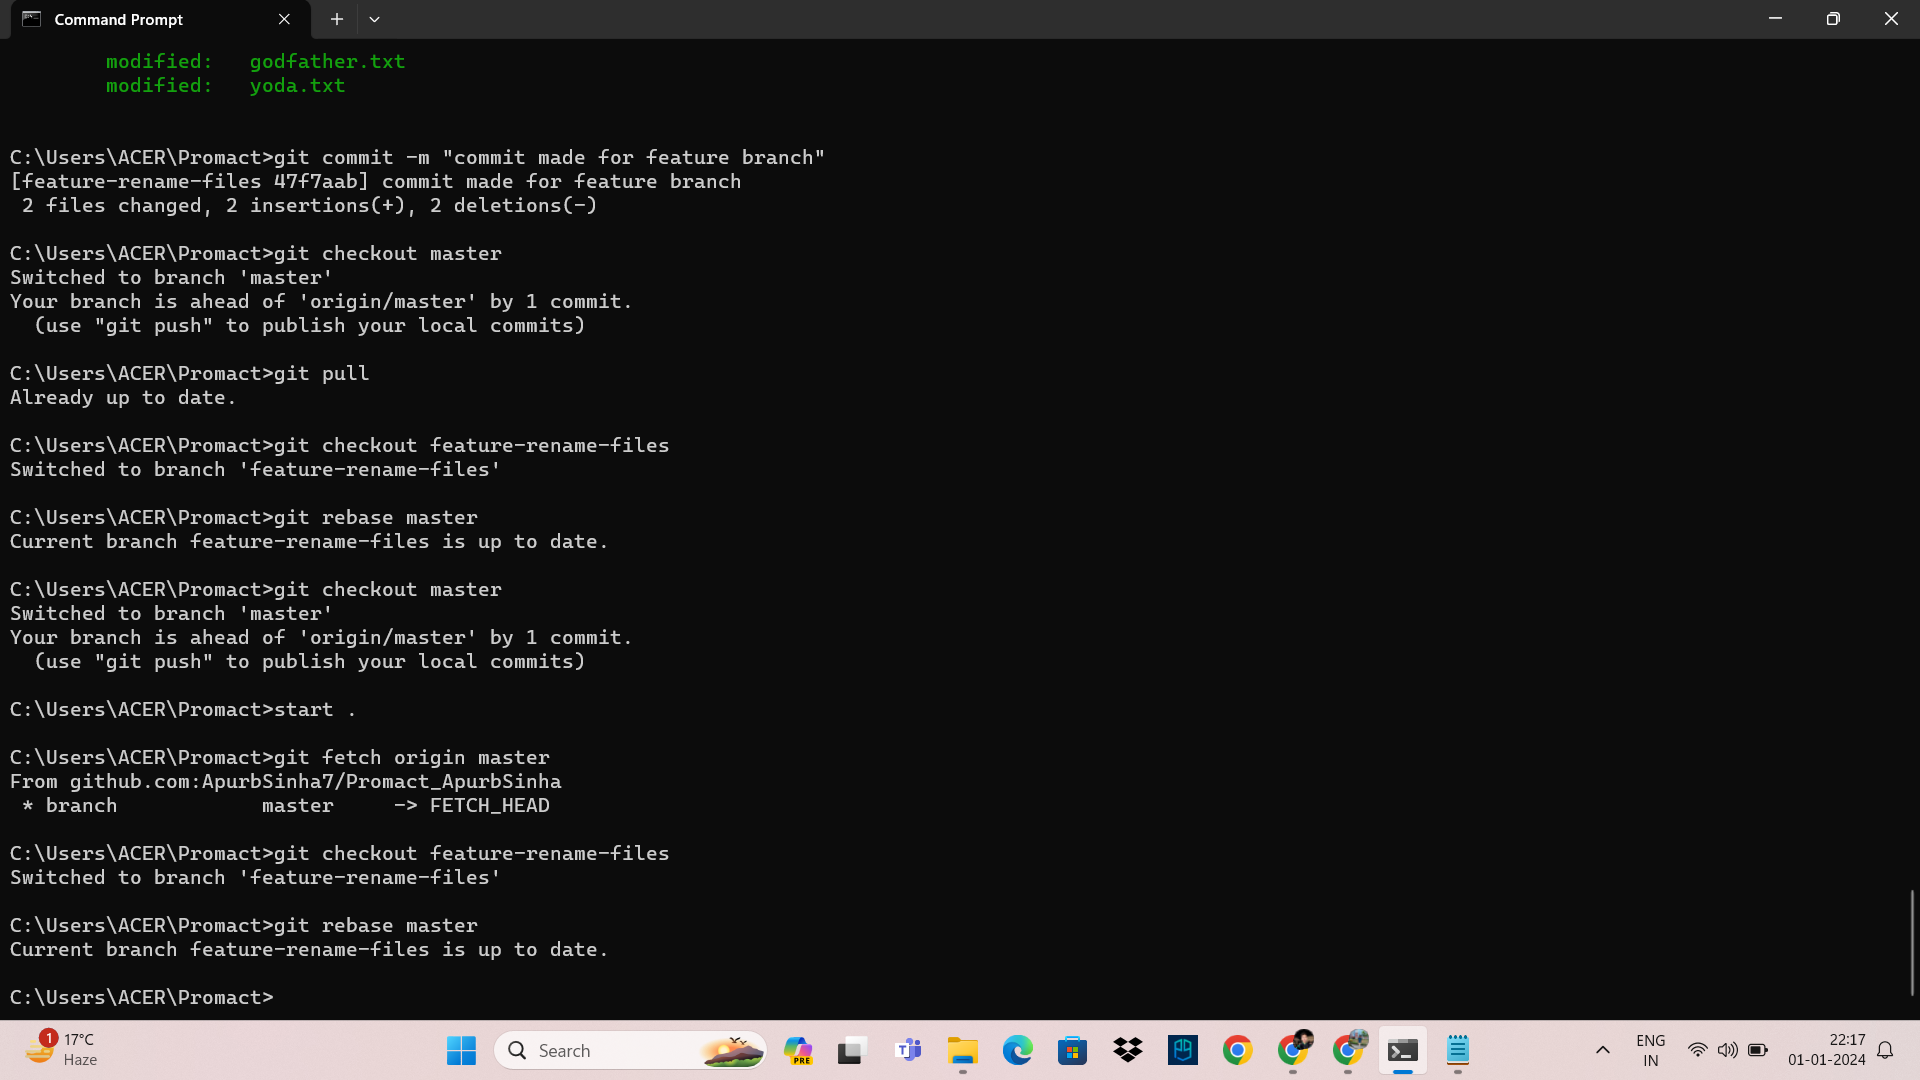 Command Prompt
modified:   godfather.txt
modified:   yoda.txt
C:\Users\ACER\Promact>git commit -m "commit made for feature branch"
[feature-rename-files 47f7aab] commit made for feature branch
 2 files changed, 2 insertions(+), 2 deletions(-)
C:\Users\ACER\Promact>git checkout master
Switched to branch 'master'
Your branch is ahead of 'origin/master' by 1 commit.
  (use "git push" to publish your local commits)
C:\Users\ACER\Promact>git pull
Already up to date.
C:\Users\ACER\Promact>git checkout feature-rename-files
Switched to branch 'feature-rename-files'
C:\Users\ACER\Promact>git rebase master
Current branch feature-rename-files is up to date.
C:\Users\ACER\Promact>git checkout master
Switched to branch 'master'
Your branch is ahead of 'origin/master' by 1 commit.
  (use "git push" to publish your local commits)
C:\Users\ACER\Promact>start .
C:\Users\ACER\Promact>git fetch origin master
From github.com:ApurbSinha7/Promact_ApurbSinha
 * branch            master     -> FETCH_HEAD
C:\Users\ACER\Promact>git checkout feature-rename-files
Switched to branch 'feature-rename-files'
C:\Users\ACER\Promact>git rebase master
Current branch feature-rename-files is up to date.
C:\Users\ACER\Promact>
1
17°C
Haze
Search
PRE
ENG
IN
22:17
01-01-2024